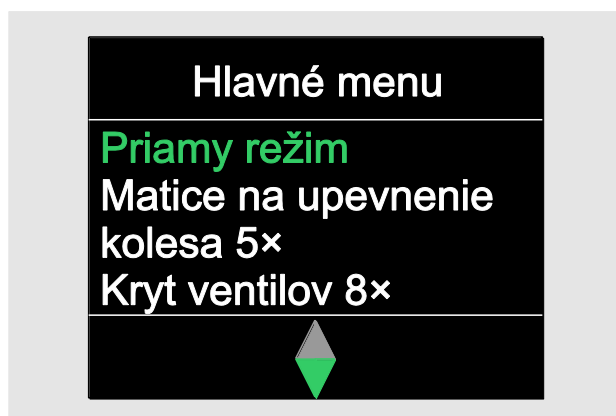 Hlavné menu
Priamy režim
Matice na upevnenie
kolesa 5×
Kryt ventilov 8×